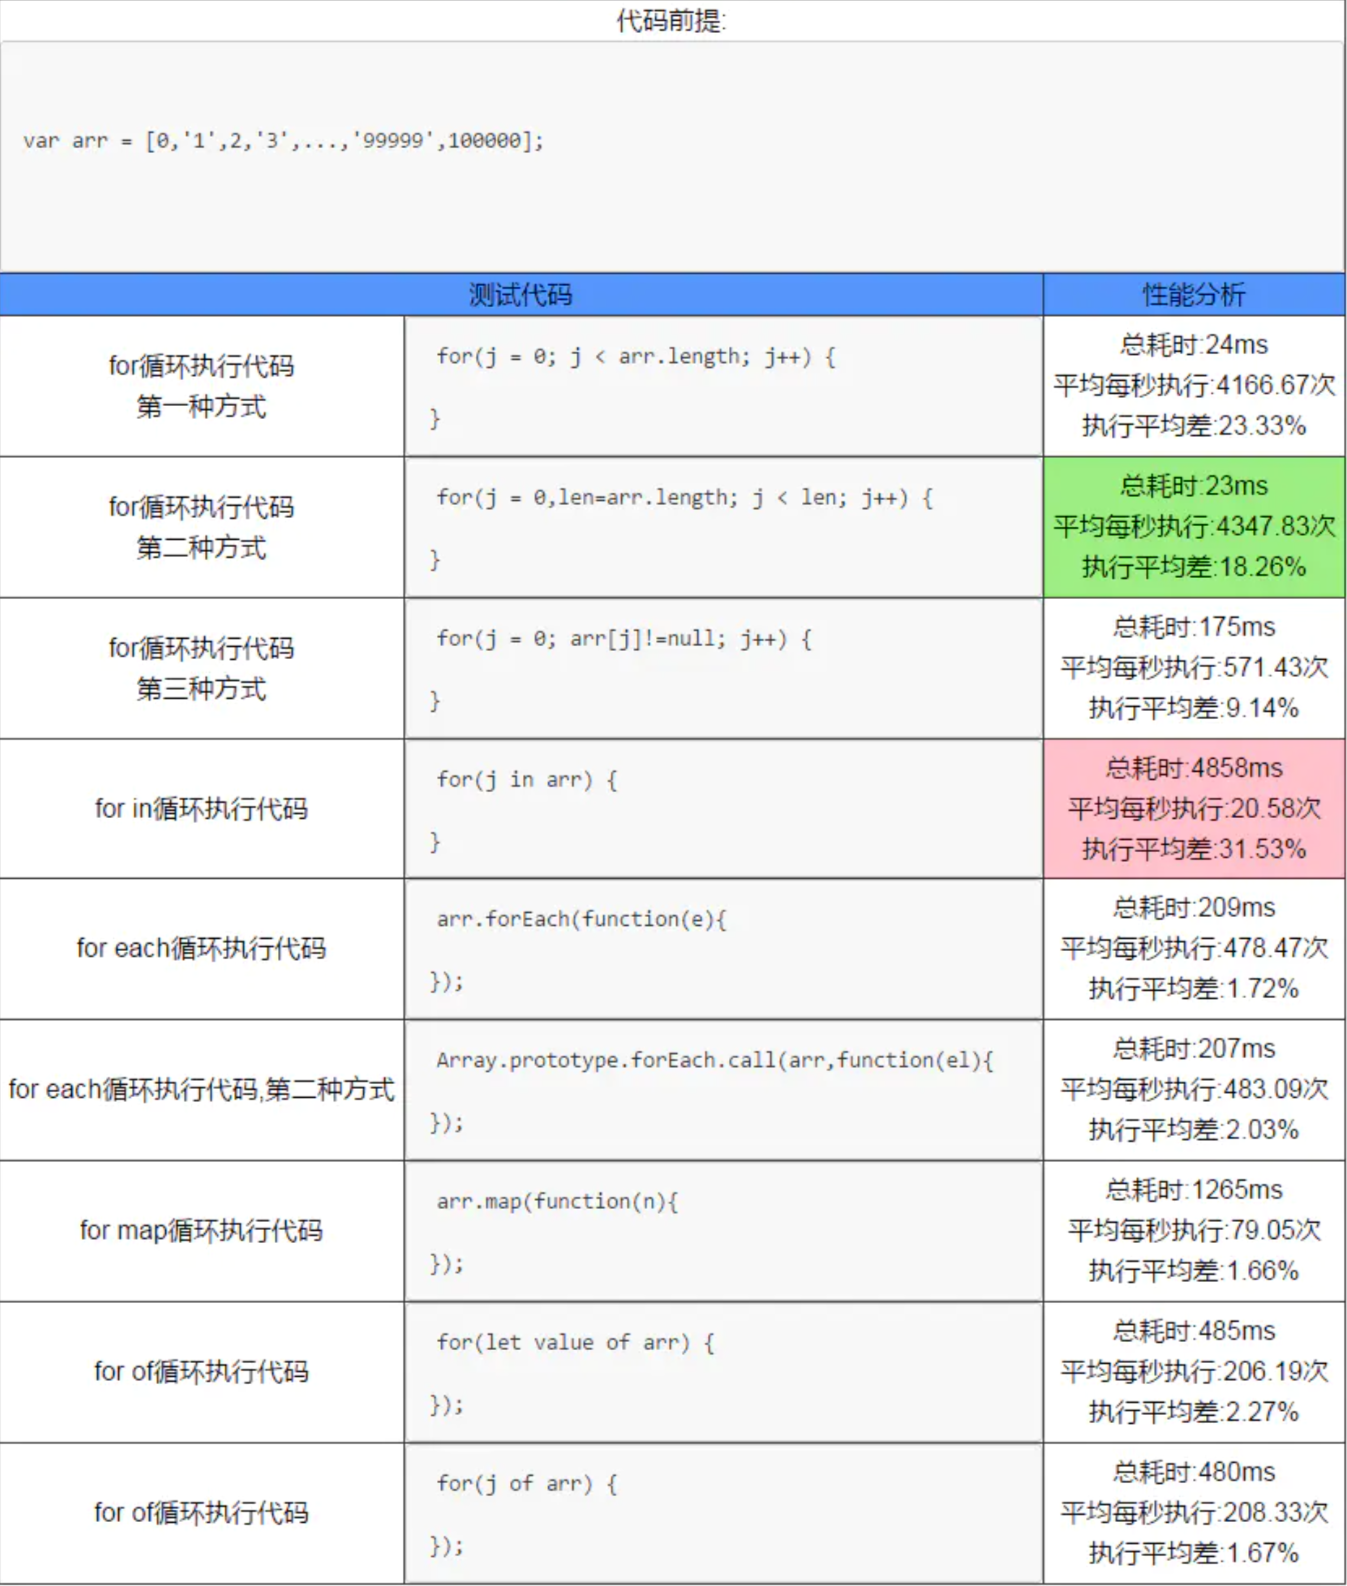 代码前提:
var arr = [0,'1',2,'3',...,'99999',100000];
测试代码 性能分析
for循环执行代码
第一种方式
for(j = 0; j < arr.length; j++) {
}
总耗时:24ms
平均每秒执行:4166.67次
执行平均差:23.33%
for循环执行代码
第二种方式
for(j = 0,len=arr.length; j < len; j++) {
}
总耗时:23ms
平均每秒执行:4347.83次
执行平均差:18.26%
for循环执行代码
第三种方式
for(j = 0; arr[j]!=null; j++) {
}
总耗时:175ms
平均每秒执行:571.43次
执行平均差:9.14%
for in循环执行代码
for(j in arr) {
}
总耗时:4858ms
平均每秒执行:20.58次
执行平均差:31.53%
for each循环执行代码
arr.forEach(function(e){
});
总耗时:209ms
平均每秒执行:478.47次
执行平均差:1.72%
for each循环执行代码,第二种方式
Array.prototype.forEach.call(arr,function(el){
});
总耗时:207ms
平均每秒执行:483.09次
执行平均差:2.03%
for map循环执行代码
arr.map(function(n){
});
总耗时:1265ms
平均每秒执行:79.05次
执行平均差:1.66%
for of循环执行代码
for(let value of arr) {
});
总耗时:485ms
平均每秒执行:206.19次
执行平均差:2.27%
for of循环执行代码
for(j of arr) {
});
总耗时:480ms
平均每秒执行:208.33次
执行平均差:1.67%